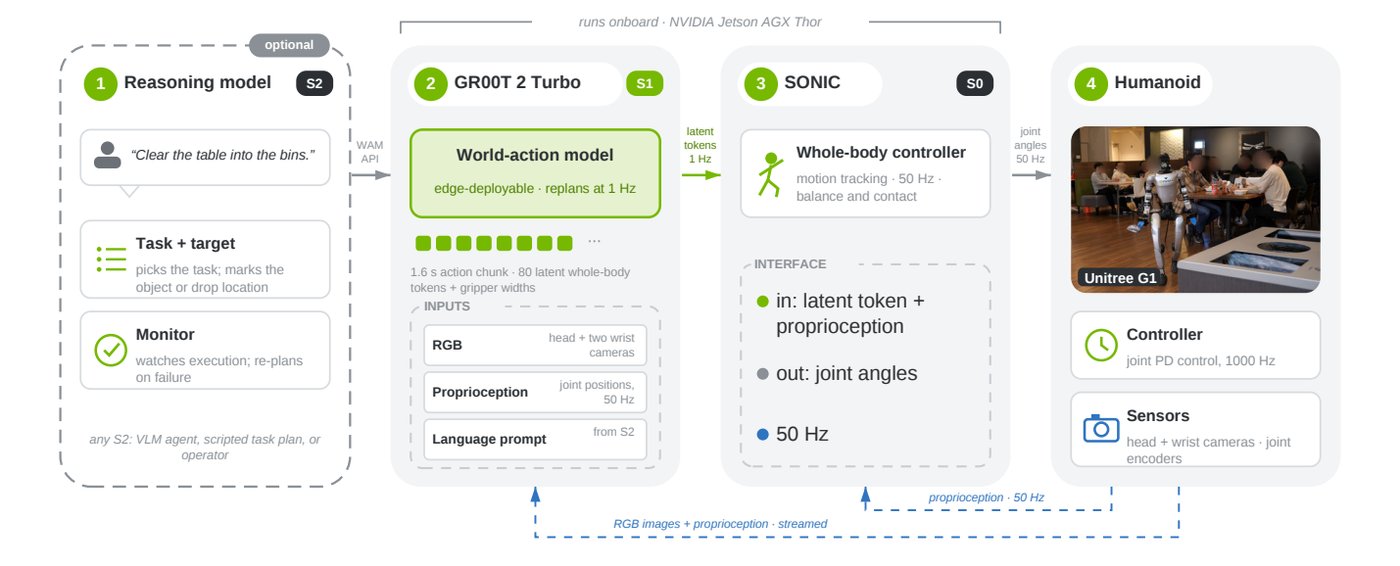 runs onboard · NVIDIA Jetson AGX Thor
optional
1 Reasoning model S2
“Clear the table into the bins.”
Task + target
picks the task; marks the
object or drop location
Monitor
watches execution; re-plans
on failure
any S2: VLM agent, scripted task plan, or
operator
WAM
API
2 GR00T 2 Turbo S1
World-action model
edge-deployable · replans at 1 Hz
...
1.6 s action chunk · 80 latent whole-body
tokens + gripper widths
INPUTS
RGB head + two wrist
cameras
Proprioception joint positions,
50 Hz
Language prompt from S2
latent
tokens
1 Hz
3 SONIC S0
Whole-body controller
motion tracking · 50 Hz ·
balance and contact
INTERFACE
in: latent token +
proprioception
out: joint angles
50 Hz
joint
angles
50 Hz
4 Humanoid
Unitree G1
Controller
joint PD control, 1000 Hz
Sensors
head + wrist cameras · joint
encoders
proprioception · 50 Hz
RGB images + proprioception · streamed